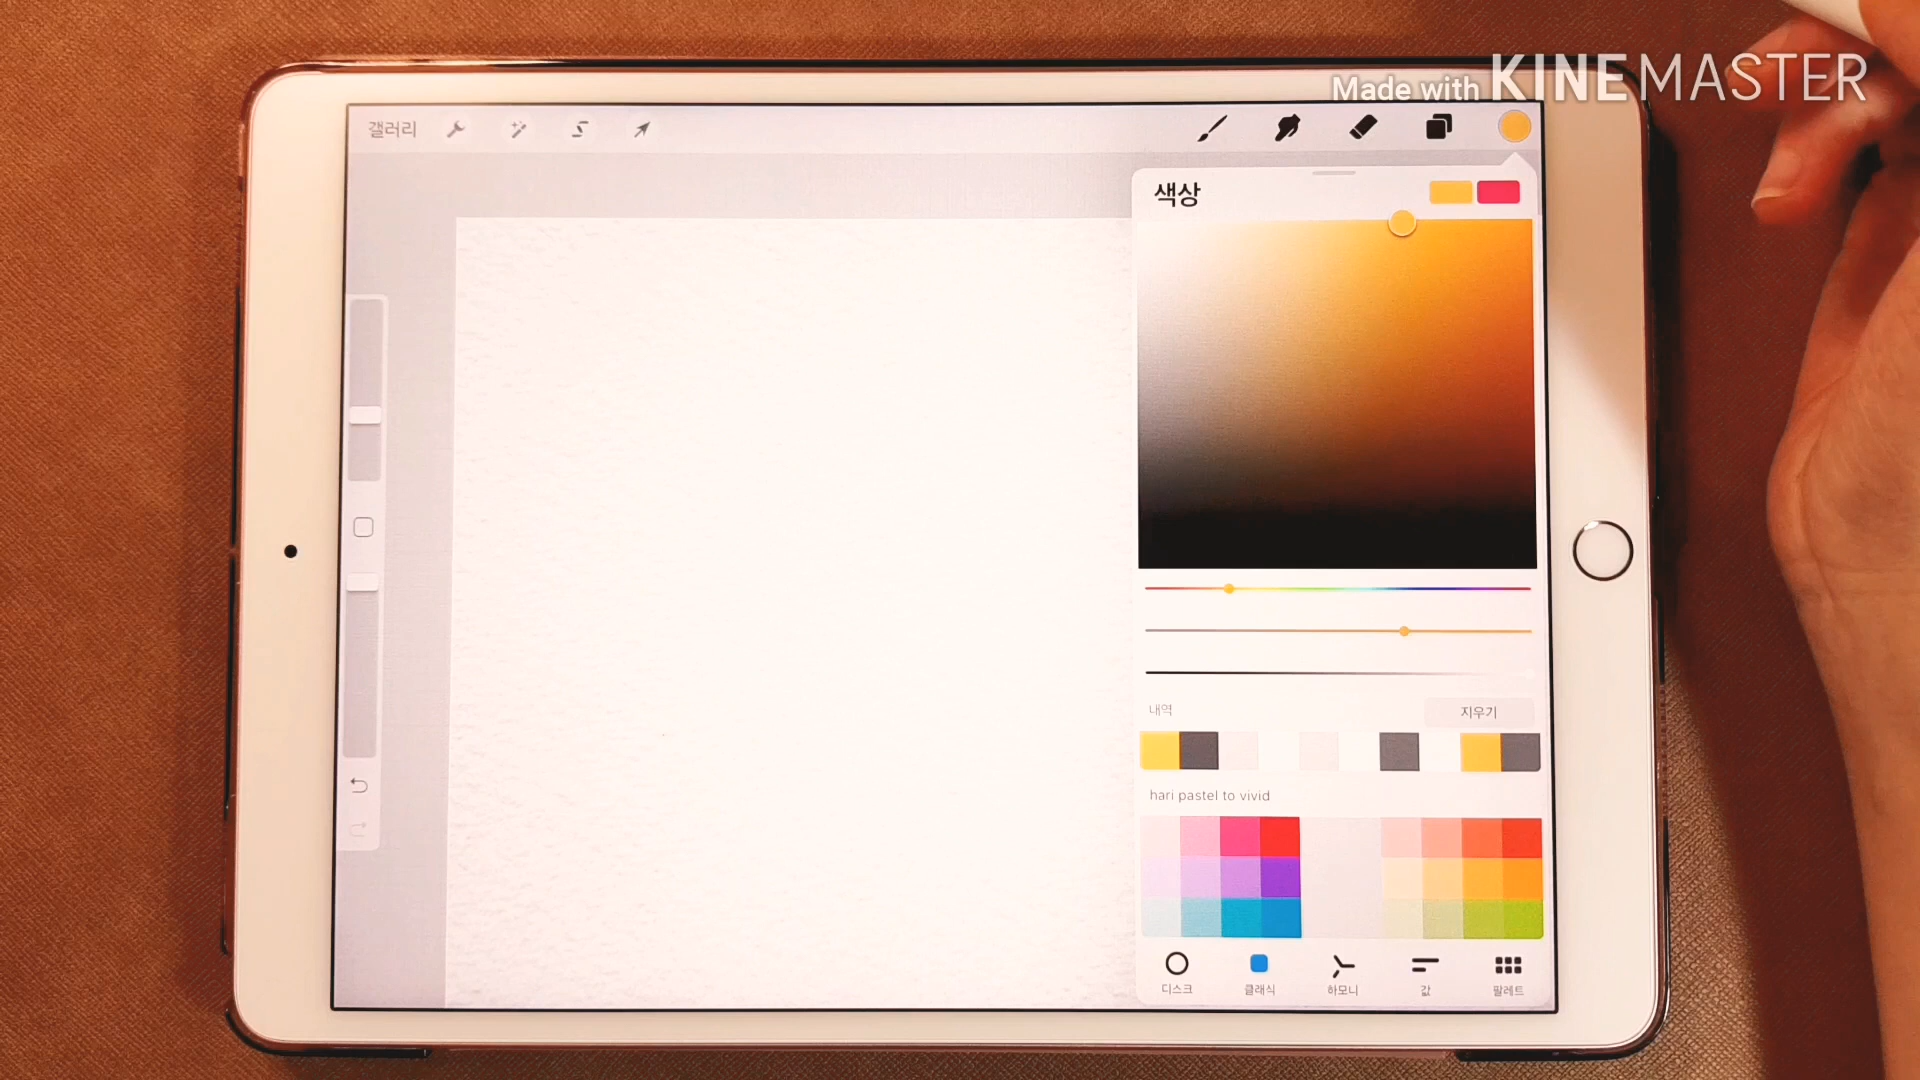 Made with KINEMASTER
갤러리
색상
내역
지우기
hari pastel to vivid
디스크
클래식
하모니
값
팔레트